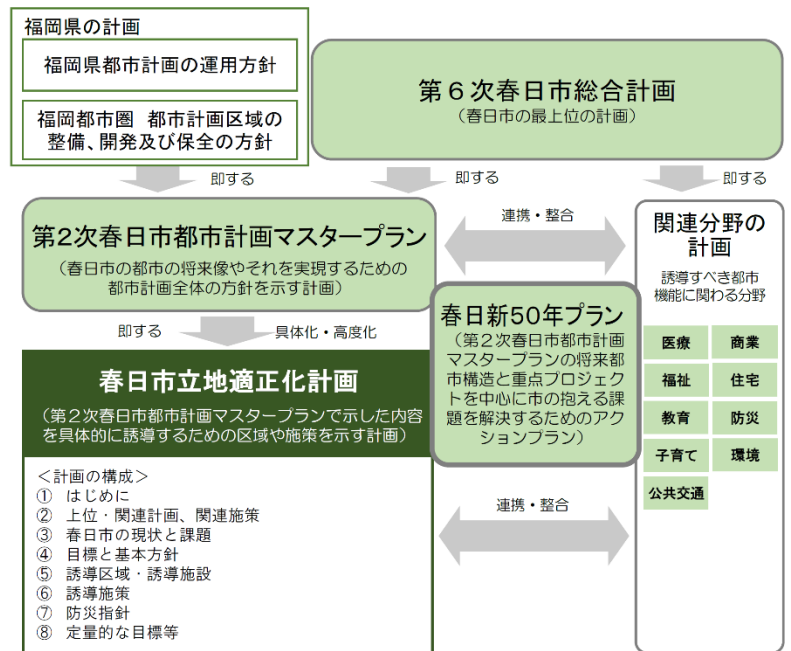 福岡県の計画
福岡県都市計画の運用方針
福岡都市圏 都市計画区域の
整備、開発及び保全の方針
第６次春日市総合計画
（春日市の最上位の計画）
即する
即する
即する
第2次春日市都市計画マスタープラン
（春日市の都市の将来像やそれを実現するための
都市計画全体の方針を示す計画）
連携・整合
関連分野の
計画
誘導すべき都市
機能に関わる分野
医療
商業
福祉
住宅
教育
防災
子育て
環境
公共交通
春日新50年プラン
（第２次春日市都市計画
マスタープランの将来都
市構造と重点プロジェク
トを中心に市の抱える課
題を解決するためのアク
ションプラン）
即する
具体化・高度化
春日市立地適正化計画
（第２次春日市都市計画マスタープランで示した内容
を具体的に誘導するための区域や施策を示す計画）
＜計画の構成＞
① はじめに
② 上位・関連計画、関連施策
③ 春日市の現状と課題
④ 目標と基本方針
⑤ 誘導区域・誘導施設
⑥ 誘導施策
⑦ 防災指針
⑧ 定量的な目標等
連携・整合